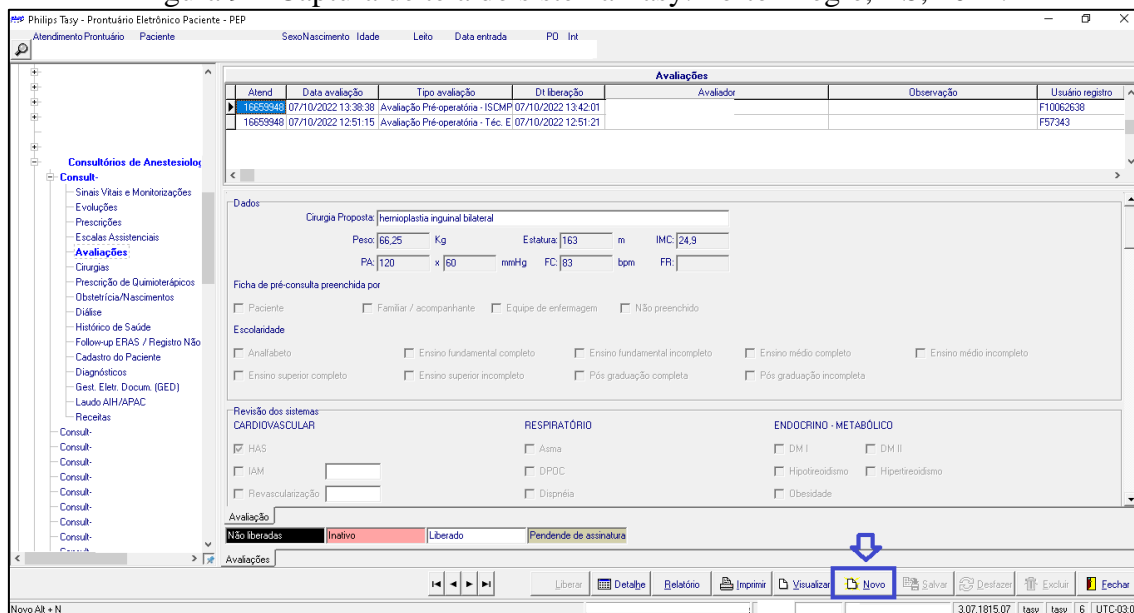 Philips Tasy - Prontuário Eletrônico Paciente - PEP
Atendimento Prontuário Paciente Sexo Nascimento Idade Leito Data entrada PO Int
Avaliações
Atend Data avaliação Tipo avaliação Dt liberação Avaliador Observação Usuário registro
16659948 07/10/2022 13:38:38 Avaliação Pré-operatória - ISCMP 07/10/2022 13:42:01 F10062638
16659948 07/10/2022 12:51:15 Avaliação Pré-operatória - Téc. E 07/10/2022 12:51:21 F57343
Consultórios de Anestesiolog
Consult-
Sinais Vitais e Monitorizações
Evoluções
Prescrições
Escalas Assistenciais
Avaliações
Cirurgias
Prescrição de Quimioterápicos
Obstetrícia/Nascimentos
Diálise
Histórico de Saúde
Follow-up ERAS / Registro Não
Cadastro do Paciente
Diagnósticos
Gest. Eletr. Docum. (GED)
Laudo AIH/APAC
Receitas
Consult-
Consult-
Consult-
Consult-
Consult-
Consult-
Consult-
Consult-
Dados
Cirurgia Proposta: hernioplastia inguinal bilateral
Peso: 66,25 Kg Estatura: 163 m IMC: 24,9
PA: 120 x 60 mmHg FC: 83 bpm FR:
Ficha de pré-consulta preenchida por
Paciente Familiar / acompanhante Equipe de enfermagem Não preenchido
Escolaridade
Analfabeto Ensino fundamental completo Ensino fundamental incompleto Ensino médio completo Ensino médio incompleto
Ensino superior completo Ensino superior incompleto Pós graduação completa Pós graduação incompleta
Revisão dos sistemas
CARDIOVASCULAR RESPIRATÓRIO ENDOCRINO - METABÓLICO
HAS Asma DM I DM II
IAM DPOC Hipotireoidismo Hipertireoidismo
Revascularização Dispnéia Obesidade
Avaliação
Não liberadas Inativo Liberado Pendende de assinatura
Avaliações
Liberar Detalhe Relatório Imprimir Visualizar Novo Salvar Desfazer Excluir Fechar
Novo Alt + N 3.07.1815.07 tasy tasy 6 UTC-03:0